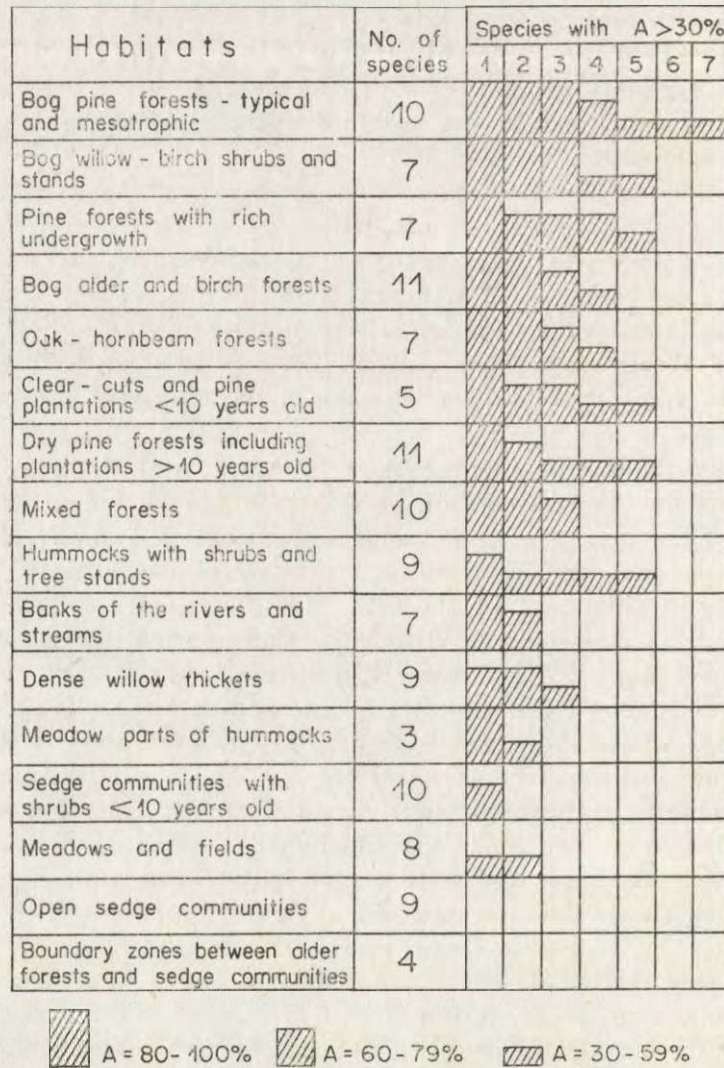 Habitats
No. of
species
Species with A >30%
1 2 3 4 5 6 7
Bog pine forests - typical
and mesotrophic
10
Bog willow - birch shrubs and
stands
7
Pine forests with rich
undergrowth
7
Bog alder and birch forests
11
Oak - hornbeam forests
7
Clear - cuts and pine
plantations <10 years old
5
Dry pine forests including
plantations >10 years old
11
Mixed forests
10
Hummocks with shrubs and
tree stands
9
Banks of the rivers and
streams
7
Dense willow thickets
9
Meadow parts of hummocks
3
Sedge communities with
shrubs <10 years old
10
Meadows and fields
8
Open sedge communities
9
Boundary zones between alder
forests and sedge communities
4
A = 80-100% A = 60-79% A = 30-59%